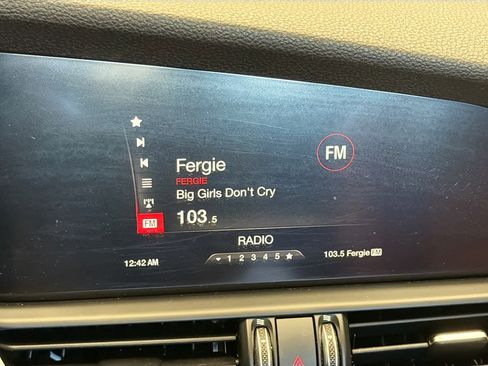 FM
Fergie
FERGIE
Big Girls Don't Cry
103.5
FM
RADIO
12:42 AM
1 2 3 4 5
103.5 Fergie FM